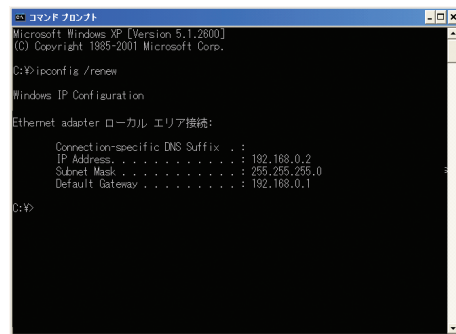 コマンド プロンプト
Microsoft Windows XP [Version 5.1.2600]
(C) Copyright 1985-2001 Microsoft Corp.
C:¥>ipconfig /renew
Windows IP Configuration
Ethernet adapter ローカル エリア接続:
Connection-specific DNS Suffix . :
IP Address. . . . . . . . . . . . : 192.168.0.2
Subnet Mask . . . . . . . . . . . : 255.255.255.0
Default Gateway . . . . . . . . . : 192.168.0.1
C:¥>